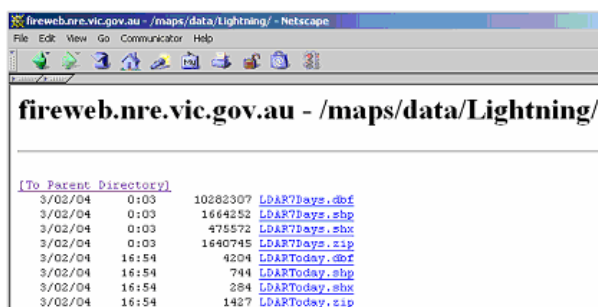 fireweb.nre.vic.gov.au - /maps/data/Lightning/ - Netscape
File Edit View Go Communicator Help
fireweb.nre.vic.gov.au - /maps/data/Lightning/
[To Parent Directory]
3/02/04 0:03 10282307 LDAR7Days.dbf
3/02/04 0:03 1664252 LDAR7Days.shp
3/02/04 0:03 475572 LDAR7Days.shx
3/02/04 0:03 1640745 LDAR7Days.zip
3/02/04 16:54 4204 LDARToday.dbf
3/02/04 16:54 744 LDARToday.shp
3/02/04 16:54 284 LDARToday.shx
3/02/04 16:54 1427 LDARToday.zip